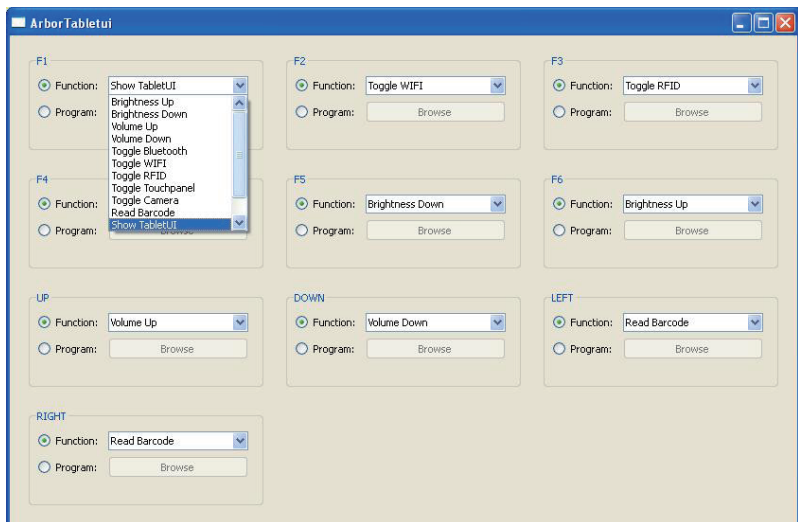 ArborTabletui
F1
Function: Show TabletUI
Program:
Brightness Up
Brightness Down
Volume Up
Volume Down
Toggle Bluetooth
Toggle WIFI
Toggle RFID
Toggle Touchpanel
Toggle Camera
Read Barcode
Show TabletUI
F2
Function: Toggle WIFI
Program: Browse
F3
Function: Toggle RFID
Program: Browse
F4
Function:
Program: Browse
F5
Function: Brightness Down
Program: Browse
F6
Function: Brightness Up
Program: Browse
UP
Function: Volume Up
Program: Browse
DOWN
Function: Volume Down
Program: Browse
LEFT
Function: Read Barcode
Program: Browse
RIGHT
Function: Read Barcode
Program: Browse